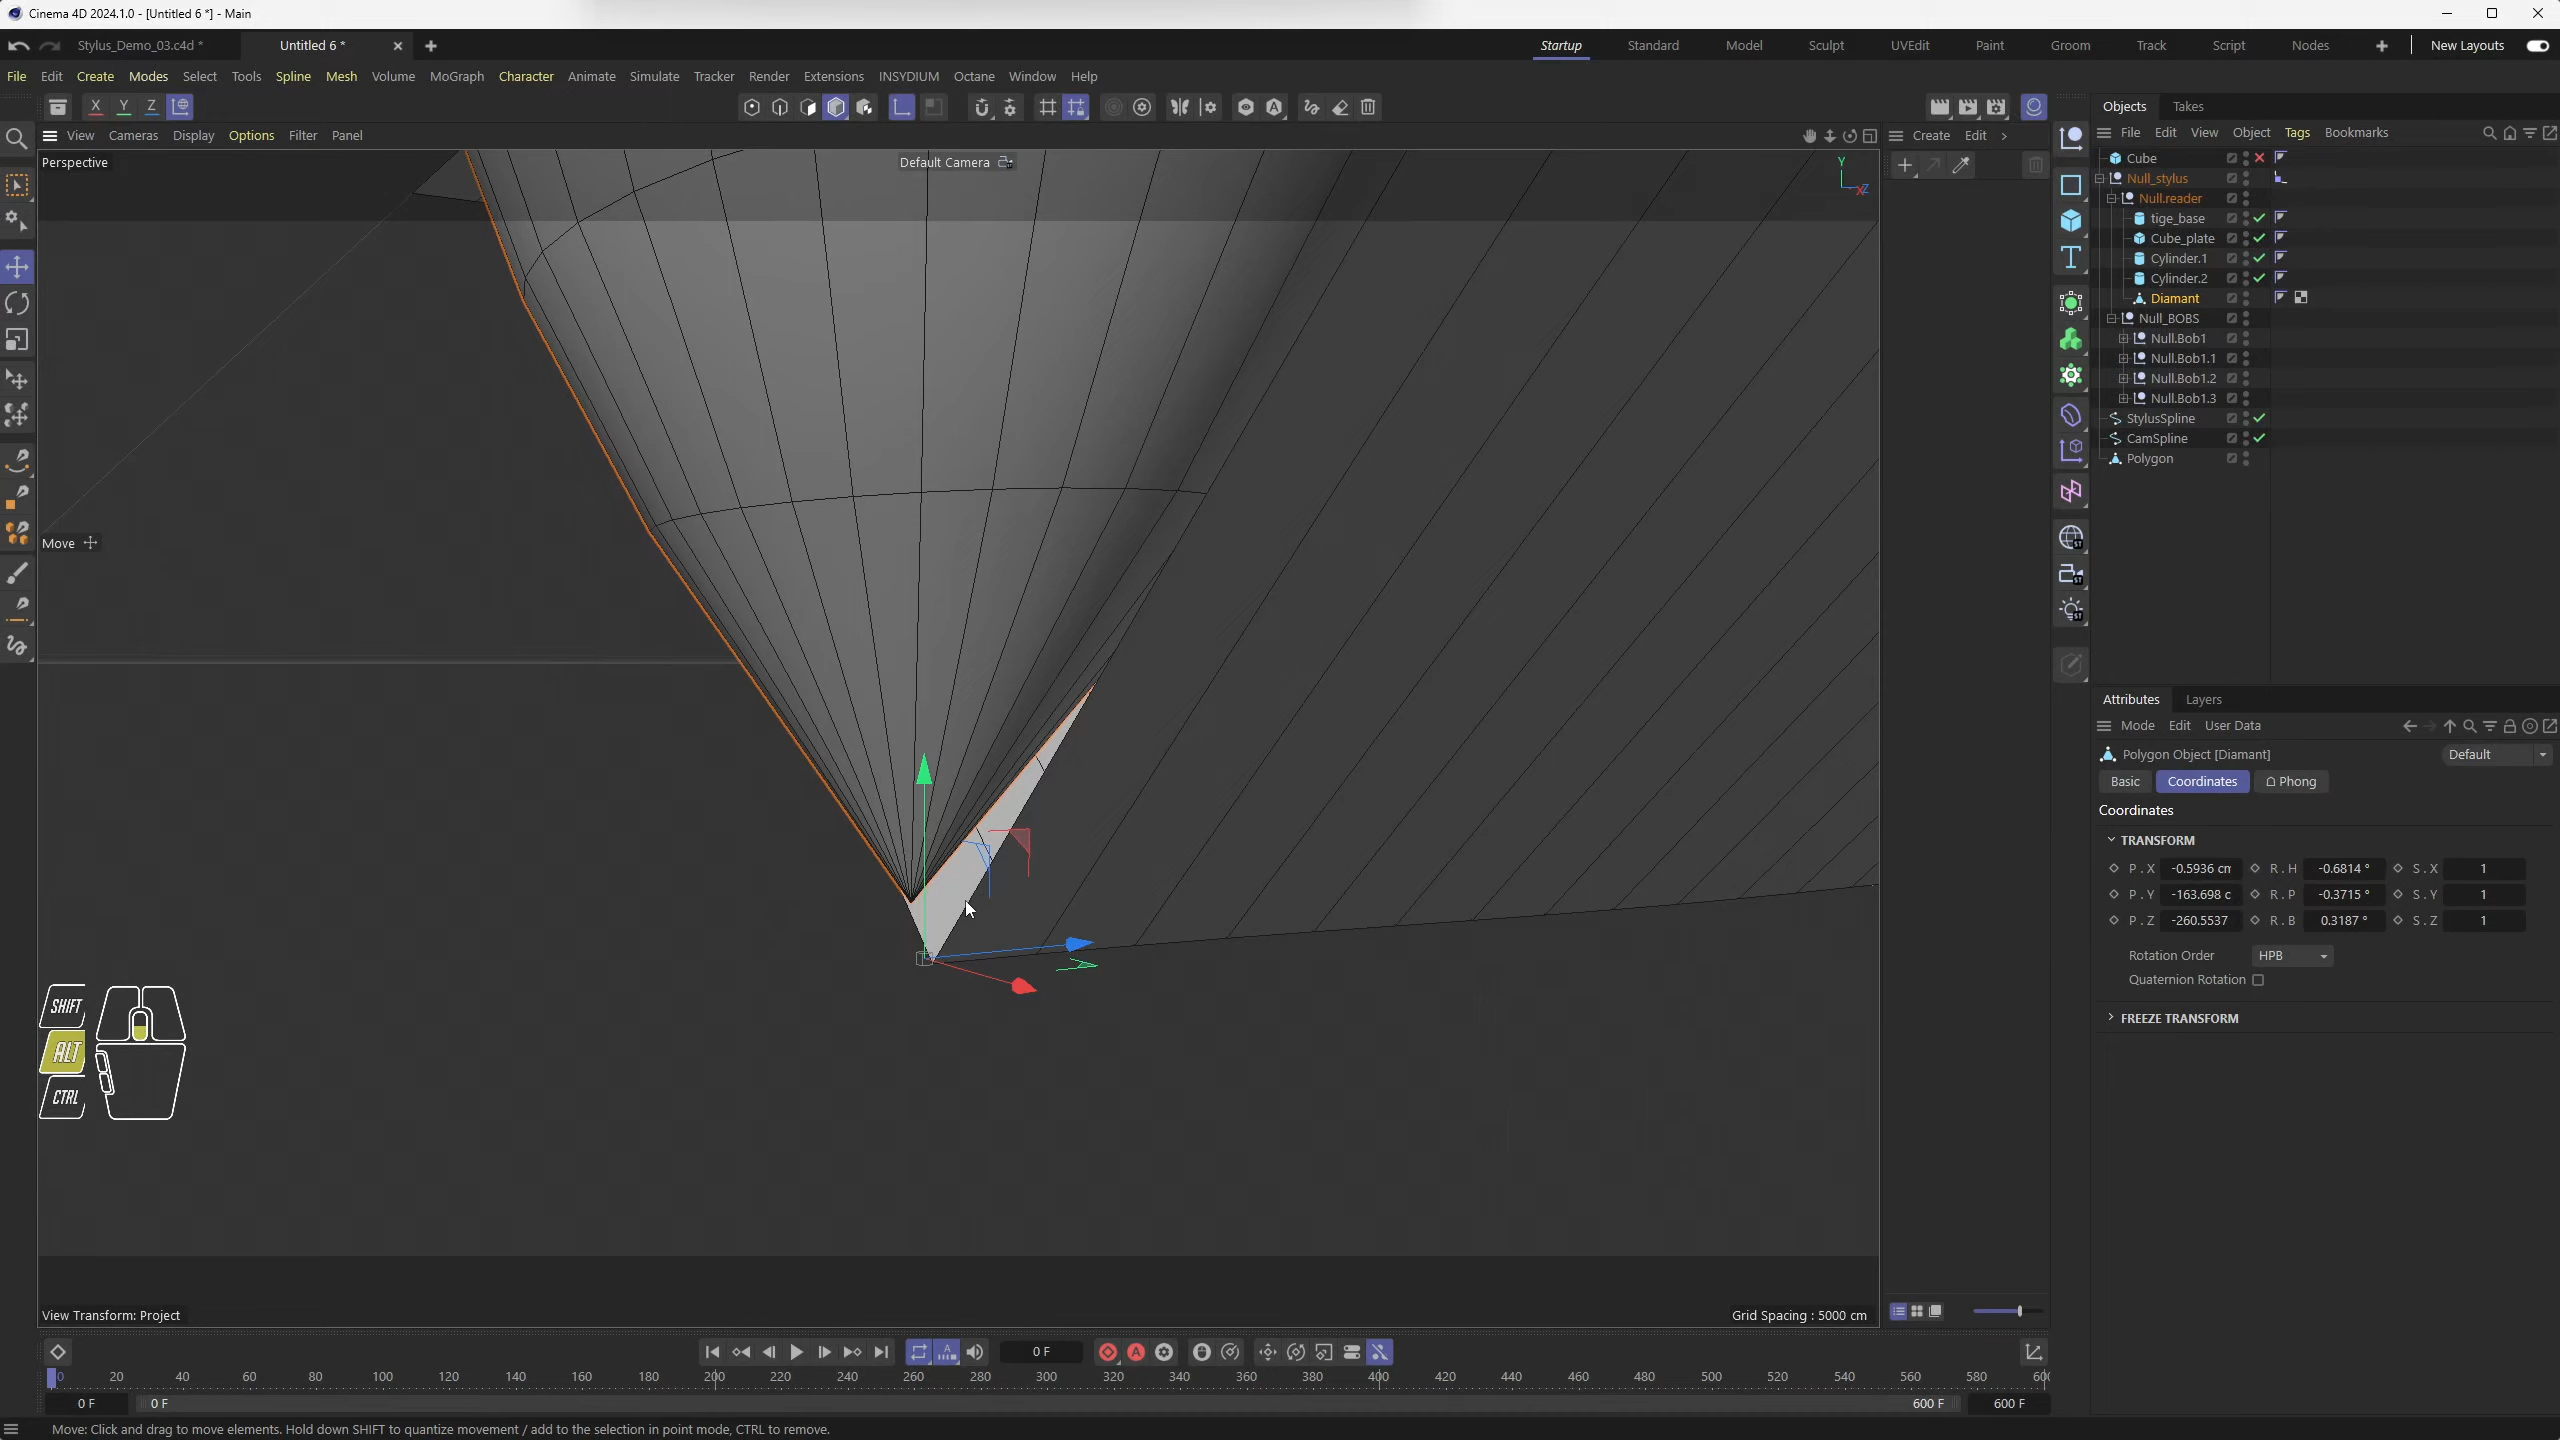 Cinema 4D 2024.1.0 - [Untitled 6 *] - Main
Stylus_Demo_03.c4d *
Untitled 6 *
Startup
Standard
Model
Sculpt
UVEdit
Paint
Groom
Track
Script
Nodes
New Layouts
File Edit Create Modes Select Tools Spline Mesh Volume MoGraph Character Animate Simulate Tracker Render Extensions INSYDIUM Octane Window Help
X Y Z
Objects Takes
View Cameras Display Options Filter Panel
Create Edit
File Edit View Object Tags Bookmarks
Perspective
Default Camera
Y
X Z
Cube
Null_stylus
Null.reader
tige_base
Cube_plate
Cylinder.1
Cylinder.2
Diamant
Null_BOBS
Null.Bob1
Null.Bob1.1
Null.Bob1.2
Null.Bob1.3
StylusSpline
CamSpline
Polygon
Move
SHIFT
ALT
CTRL
Attributes Layers
Mode Edit User Data
Polygon Object [Diamant]
Default
Basic Coordinates Phong
Coordinates
TRANSFORM
P . X -0.5936 cm R . H -0.6814 ° S . X 1
P . Y -163.698 c R . P -0.3715 ° S . Y 1
P . Z -260.5537 R . B 0.3187 ° S . Z 1
Rotation Order HPB
Quaternion Rotation
FREEZE TRANSFORM
View Transform: Project
Grid Spacing : 5000 cm
0 F
0 20 40 60 80 100 120 140 160 180 200 220 240 260 280 300 320 340 360 380 400 420 440 460 480 500 520 540 560 580 600
0 F 0 F 600 F 600 F
Move: Click and drag to move elements. Hold down SHIFT to quantize movement / add to the selection in point mode, CTRL to remove.